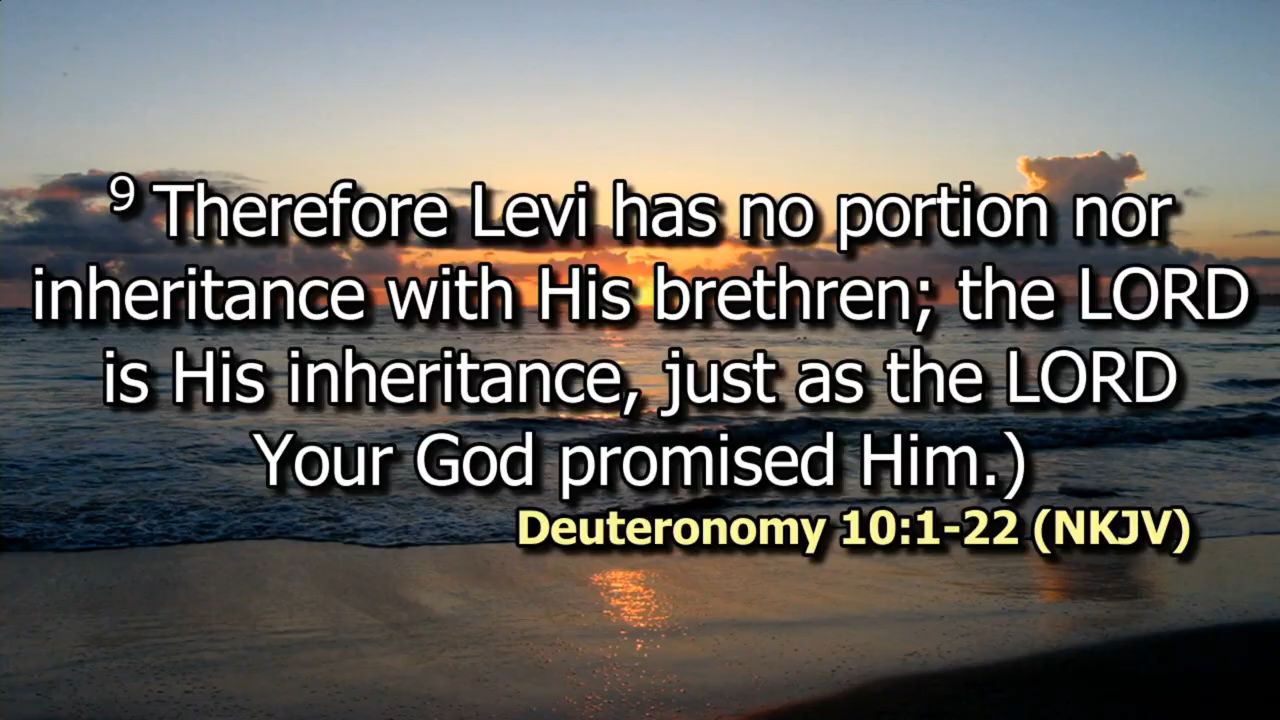 9 Therefore Levi has no portion nor
inheritance with His brethren; the LORD
is His inheritance, just as the LORD
Your God promised Him.)
Deuteronomy 10:1-22 (NKJV)